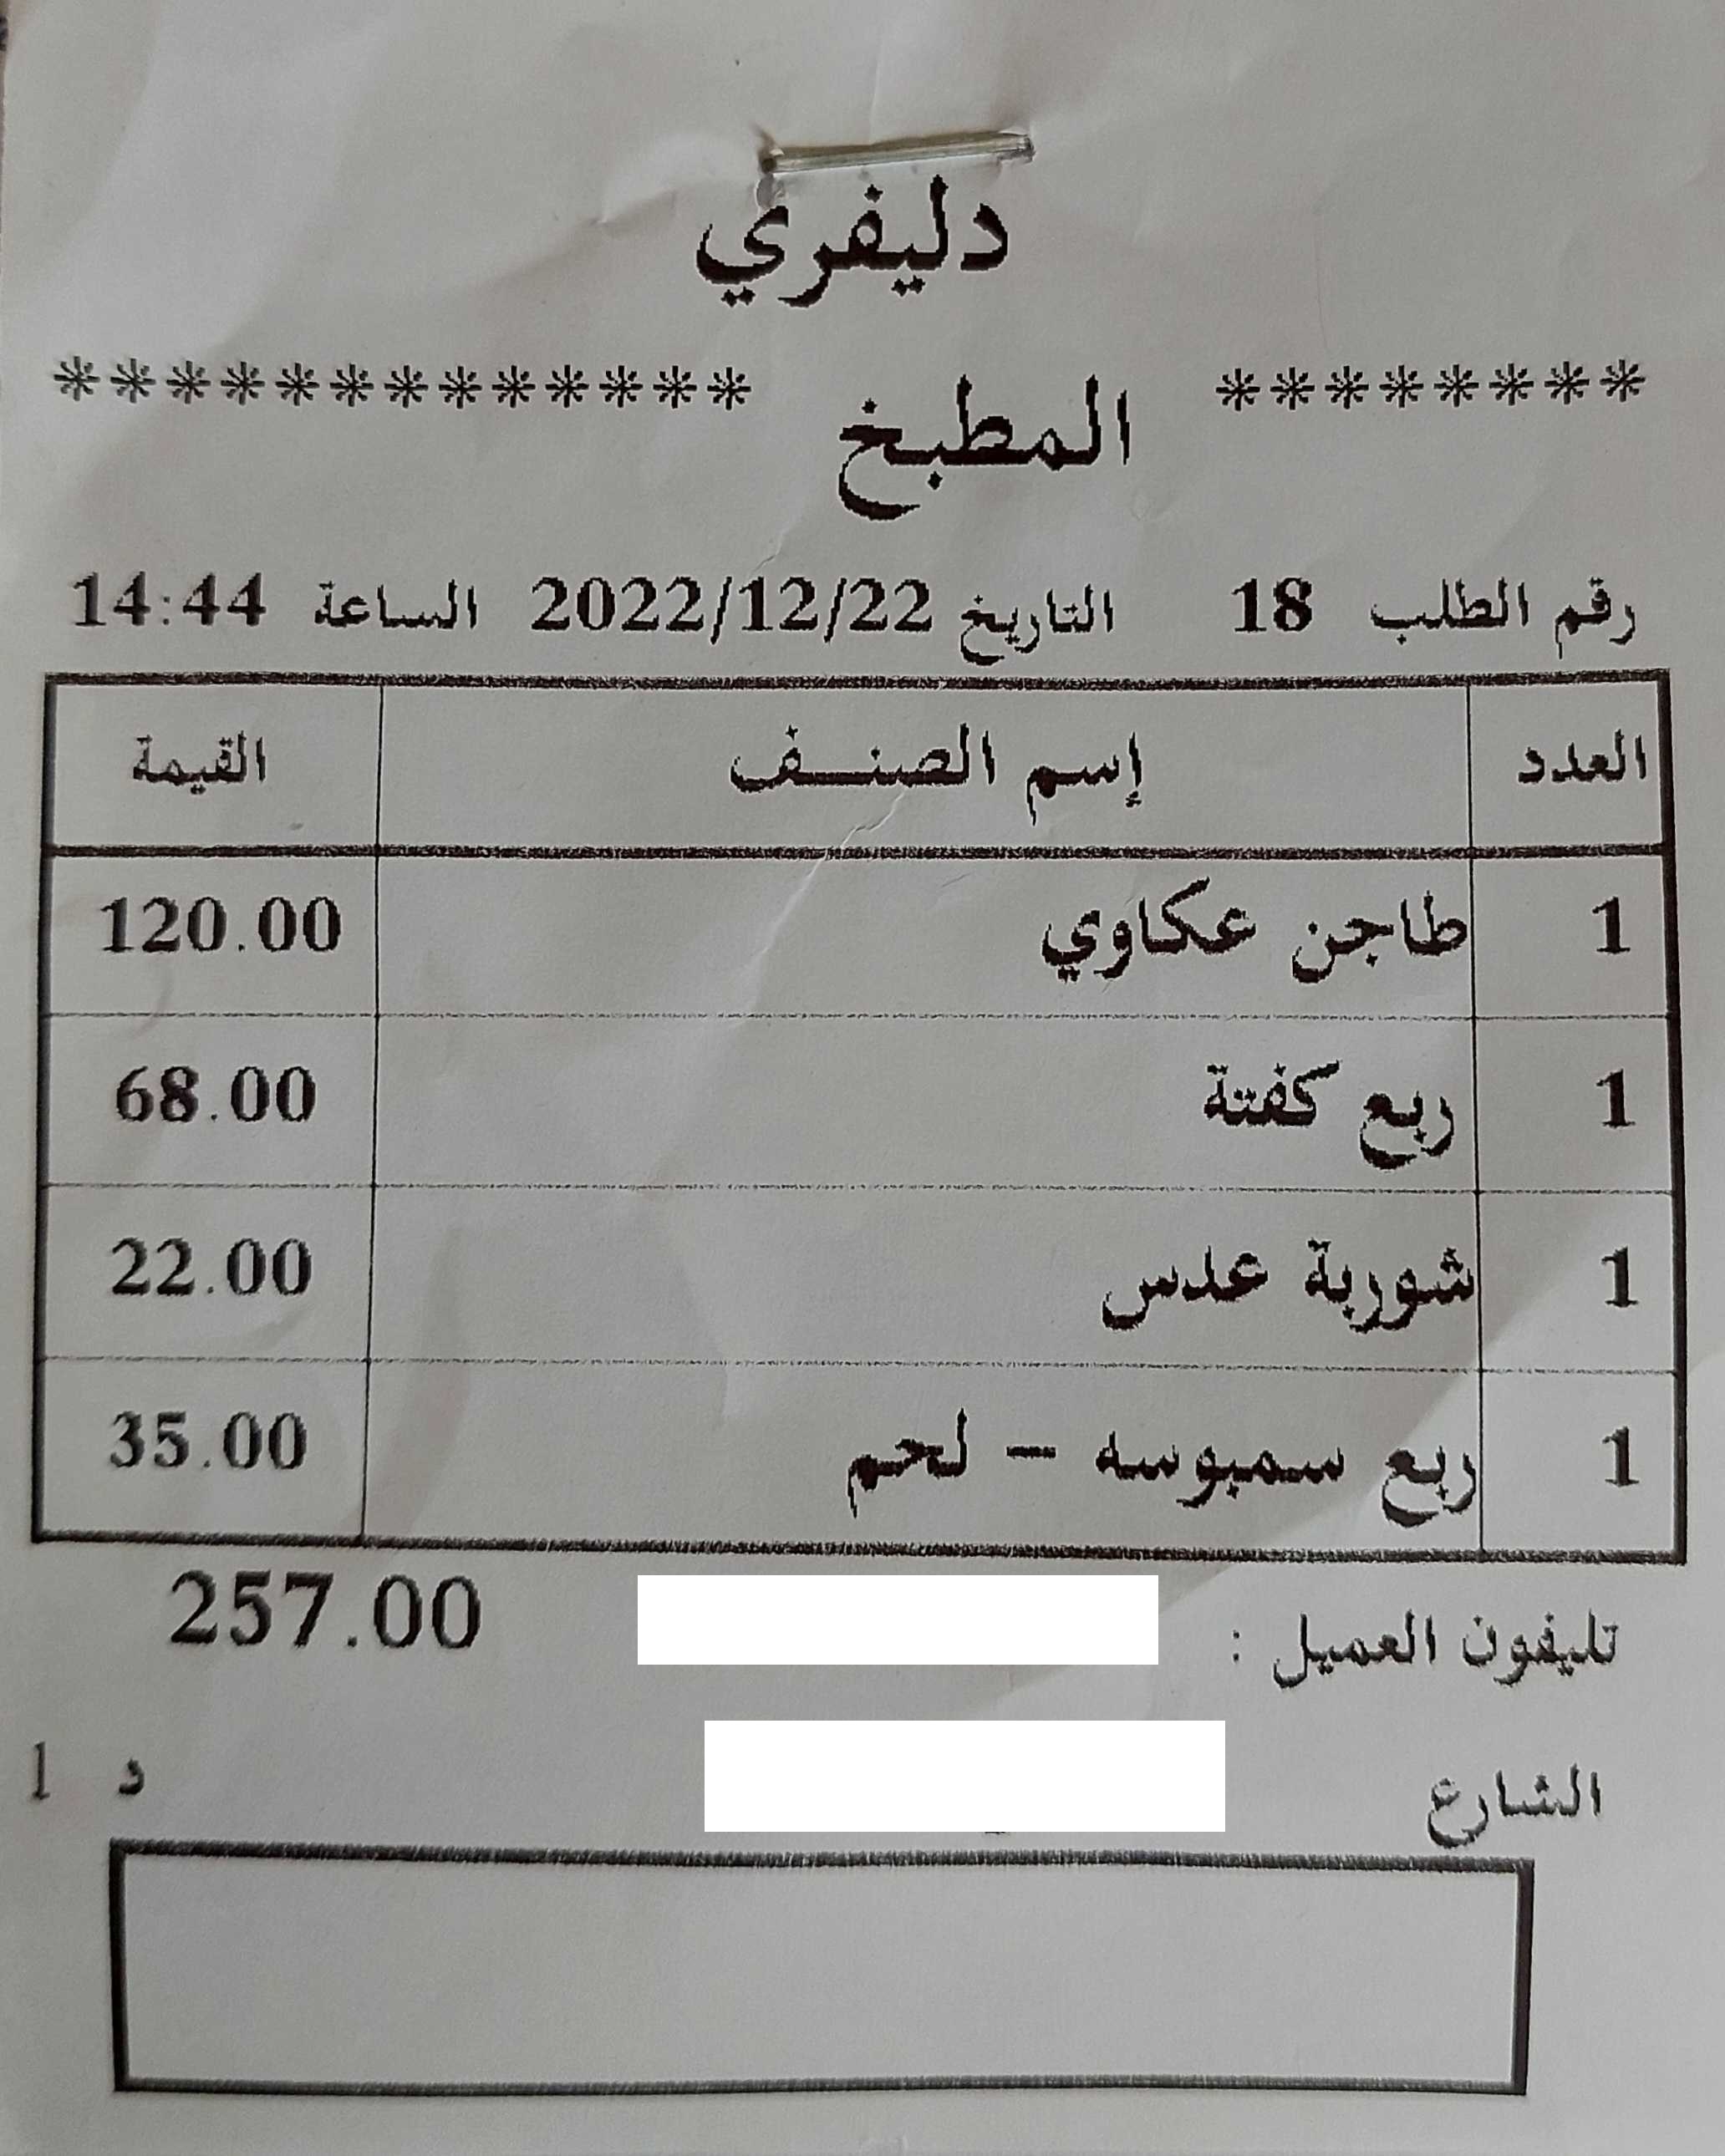 دليفري
******** المطبخ *************
رقم الطلب 18 التاريخ 2022/12/22 الساعة 14:44
العدد إسم الصنـــف القيمة
1 طاجن عكاوي 120.00
1 ربع كفتة 68.00
1 شوربة عدس 22.00
1 ربع سمبوسه – لحم 35.00
تليفون العميل : 257.00
الشارع د 1